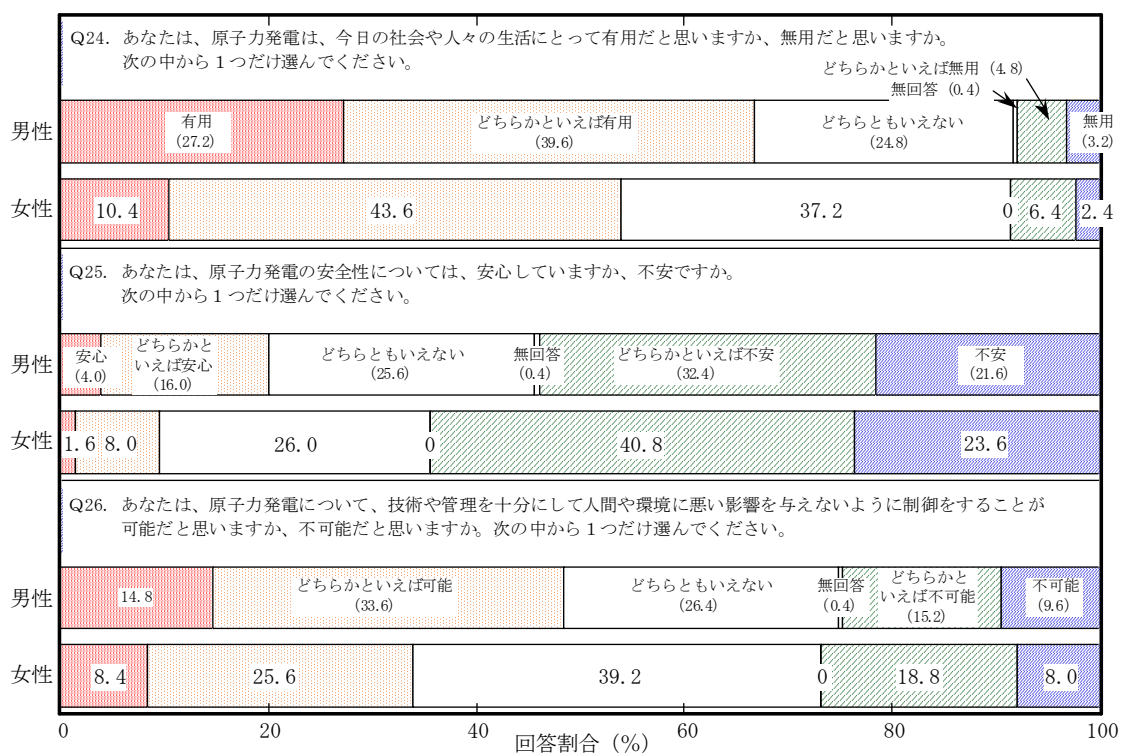 Q24. あなたは、原子力発電は、今日の社会や人々の生活にとって有用だと思いますか、無用だと思いますか。
次の中から１つだけ選んでください。
どちらかといえば無用 (4.8)
無回答 (0.4)
男性
有用
(27.2)
どちらかといえば有用
(39.6)
どちらともいえない
(24.8)
無用
(3.2)
女性
10.4
43.6
37.2
0
6.4
2.4
Q25. あなたは、原子力発電の安全性については、安心していますか、不安ですか。
次の中から１つだけ選んでください。
男性
安心
(4.0)
どちらかと
いえば安心
(16.0)
どちらともいえない
(25.6)
無回答
(0.4)
どちらかといえば不安
(32.4)
不安
(21.6)
女性
1.6
8.0
26.0
0
40.8
23.6
Q26. あなたは、原子力発電について、技術や管理を十分にして人間や環境に悪い影響を与えないように制御をすることが
可能だと思いますか、不可能だと思いますか。次の中から１つだけ選んでください。
男性
14.8
どちらかといえば可能
(33.6)
どちらともいえない
(26.4)
無回答
(0.4)
どちらかと
いえば不可能
(15.2)
不可能
(9.6)
女性
8.4
25.6
39.2
0
18.8
8.0
0
20
40
60
80
100
回答割合（%）